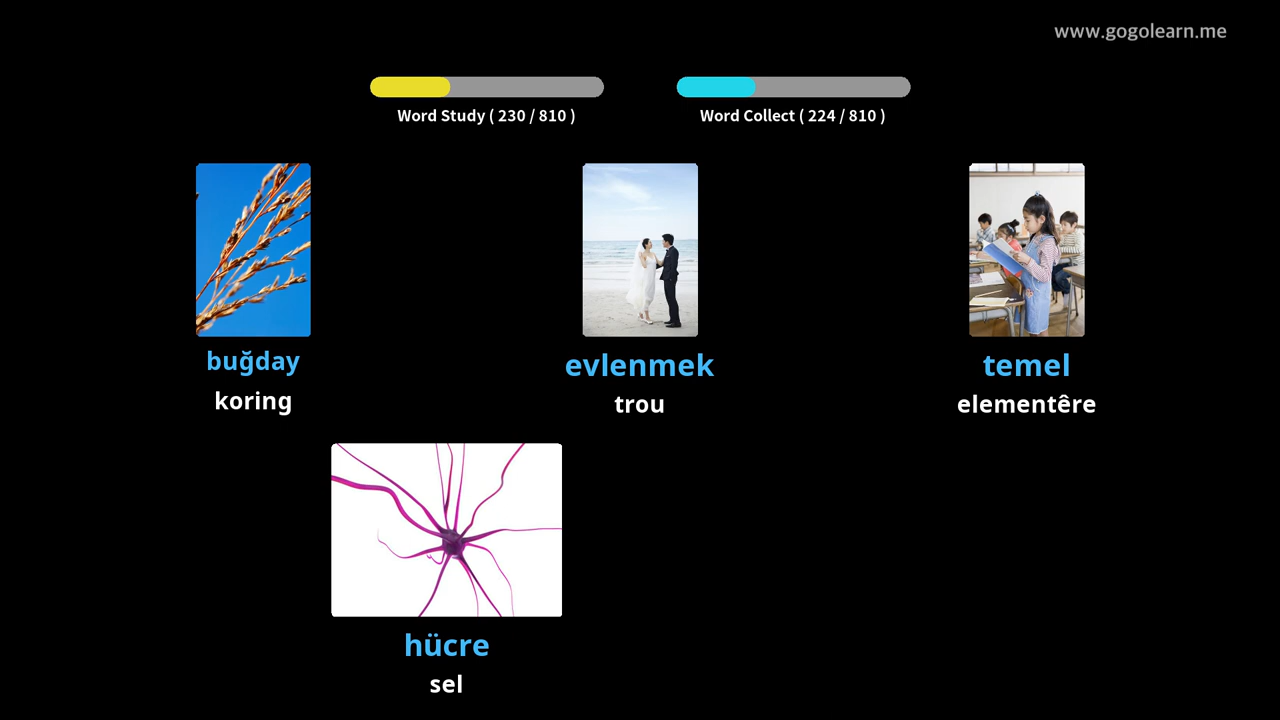 www.gogolearn.me
Word Study ( 230 / 810 )
Word Collect ( 224 / 810 )
buğday
koring
evlenmek
trou
temel
elementêre
hücre
sel